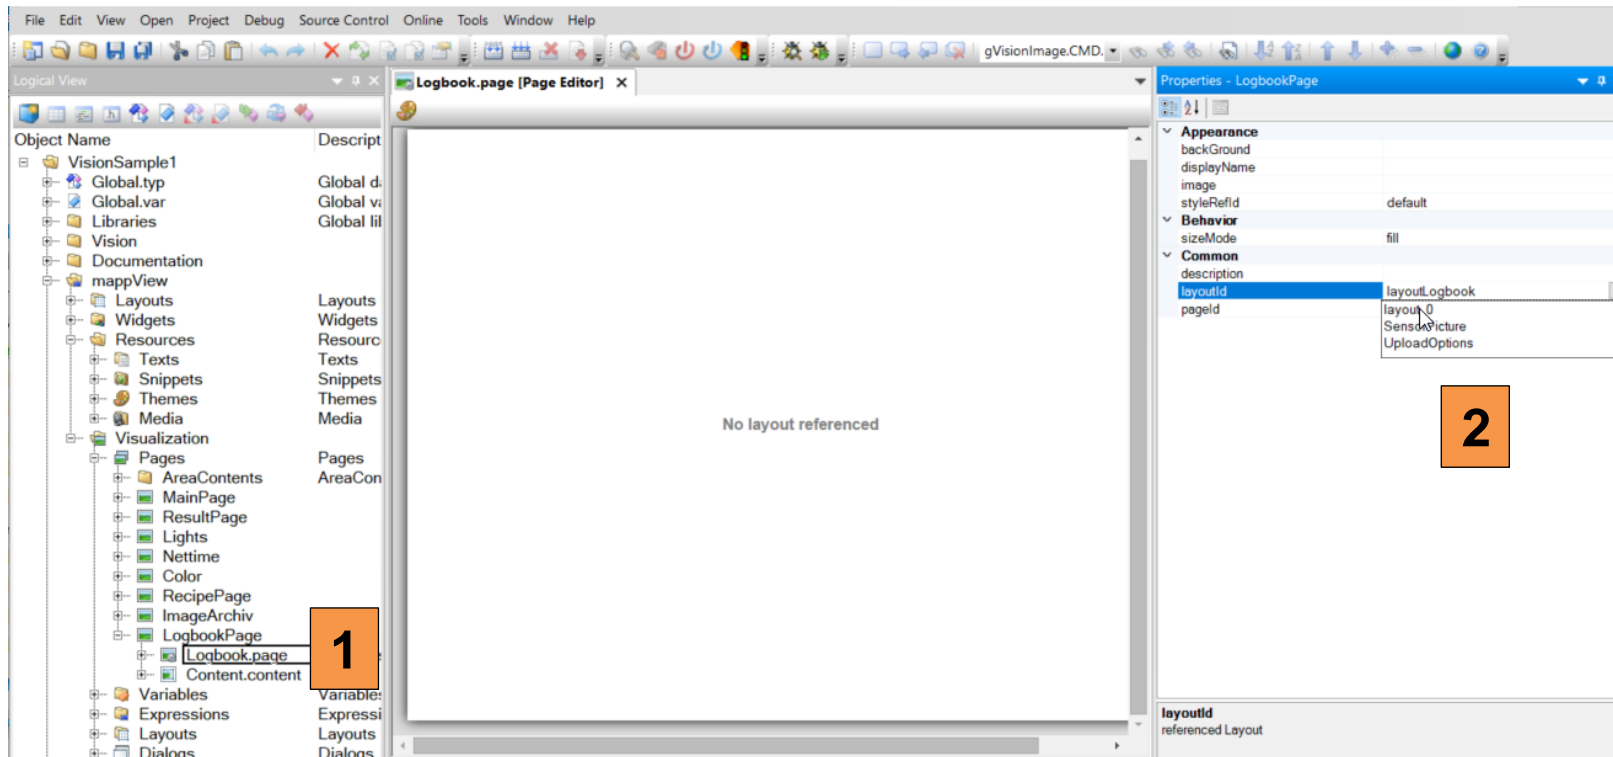 File Edit View Open Project Debug Source Control Online Tools Window Help
gVisionImage.CMD.
Logical View
Object Name Descript
VisionSample1
Global.typ Global d
Global.var Global v
Libraries Global lil
Vision
Documentation
mappView
Layouts Layouts
Widgets Widgets
Resources Resourc
Texts Texts
Snippets Snippets
Themes Themes
Media Media
Visualization
Pages Pages
AreaContents AreaCon
MainPage
ResultPage
Lights
Nettime
Color
RecipePage
ImageArchiv
LogbookPage
Logbook.page
Content.content
Variables Variable
Expressions Expressi
Layouts Layouts
Dialogs Dialogs
1
Logbook.page [Page Editor] X
No layout referenced
Properties - LogbookPage
Appearance
backGround
displayName
image
styleRefId default
Behavior
sizeMode fill
Common
description
layoutId layoutLogbook
pageId layout_0
SensorPicture
UploadOptions
2
layoutId
referenced Layout